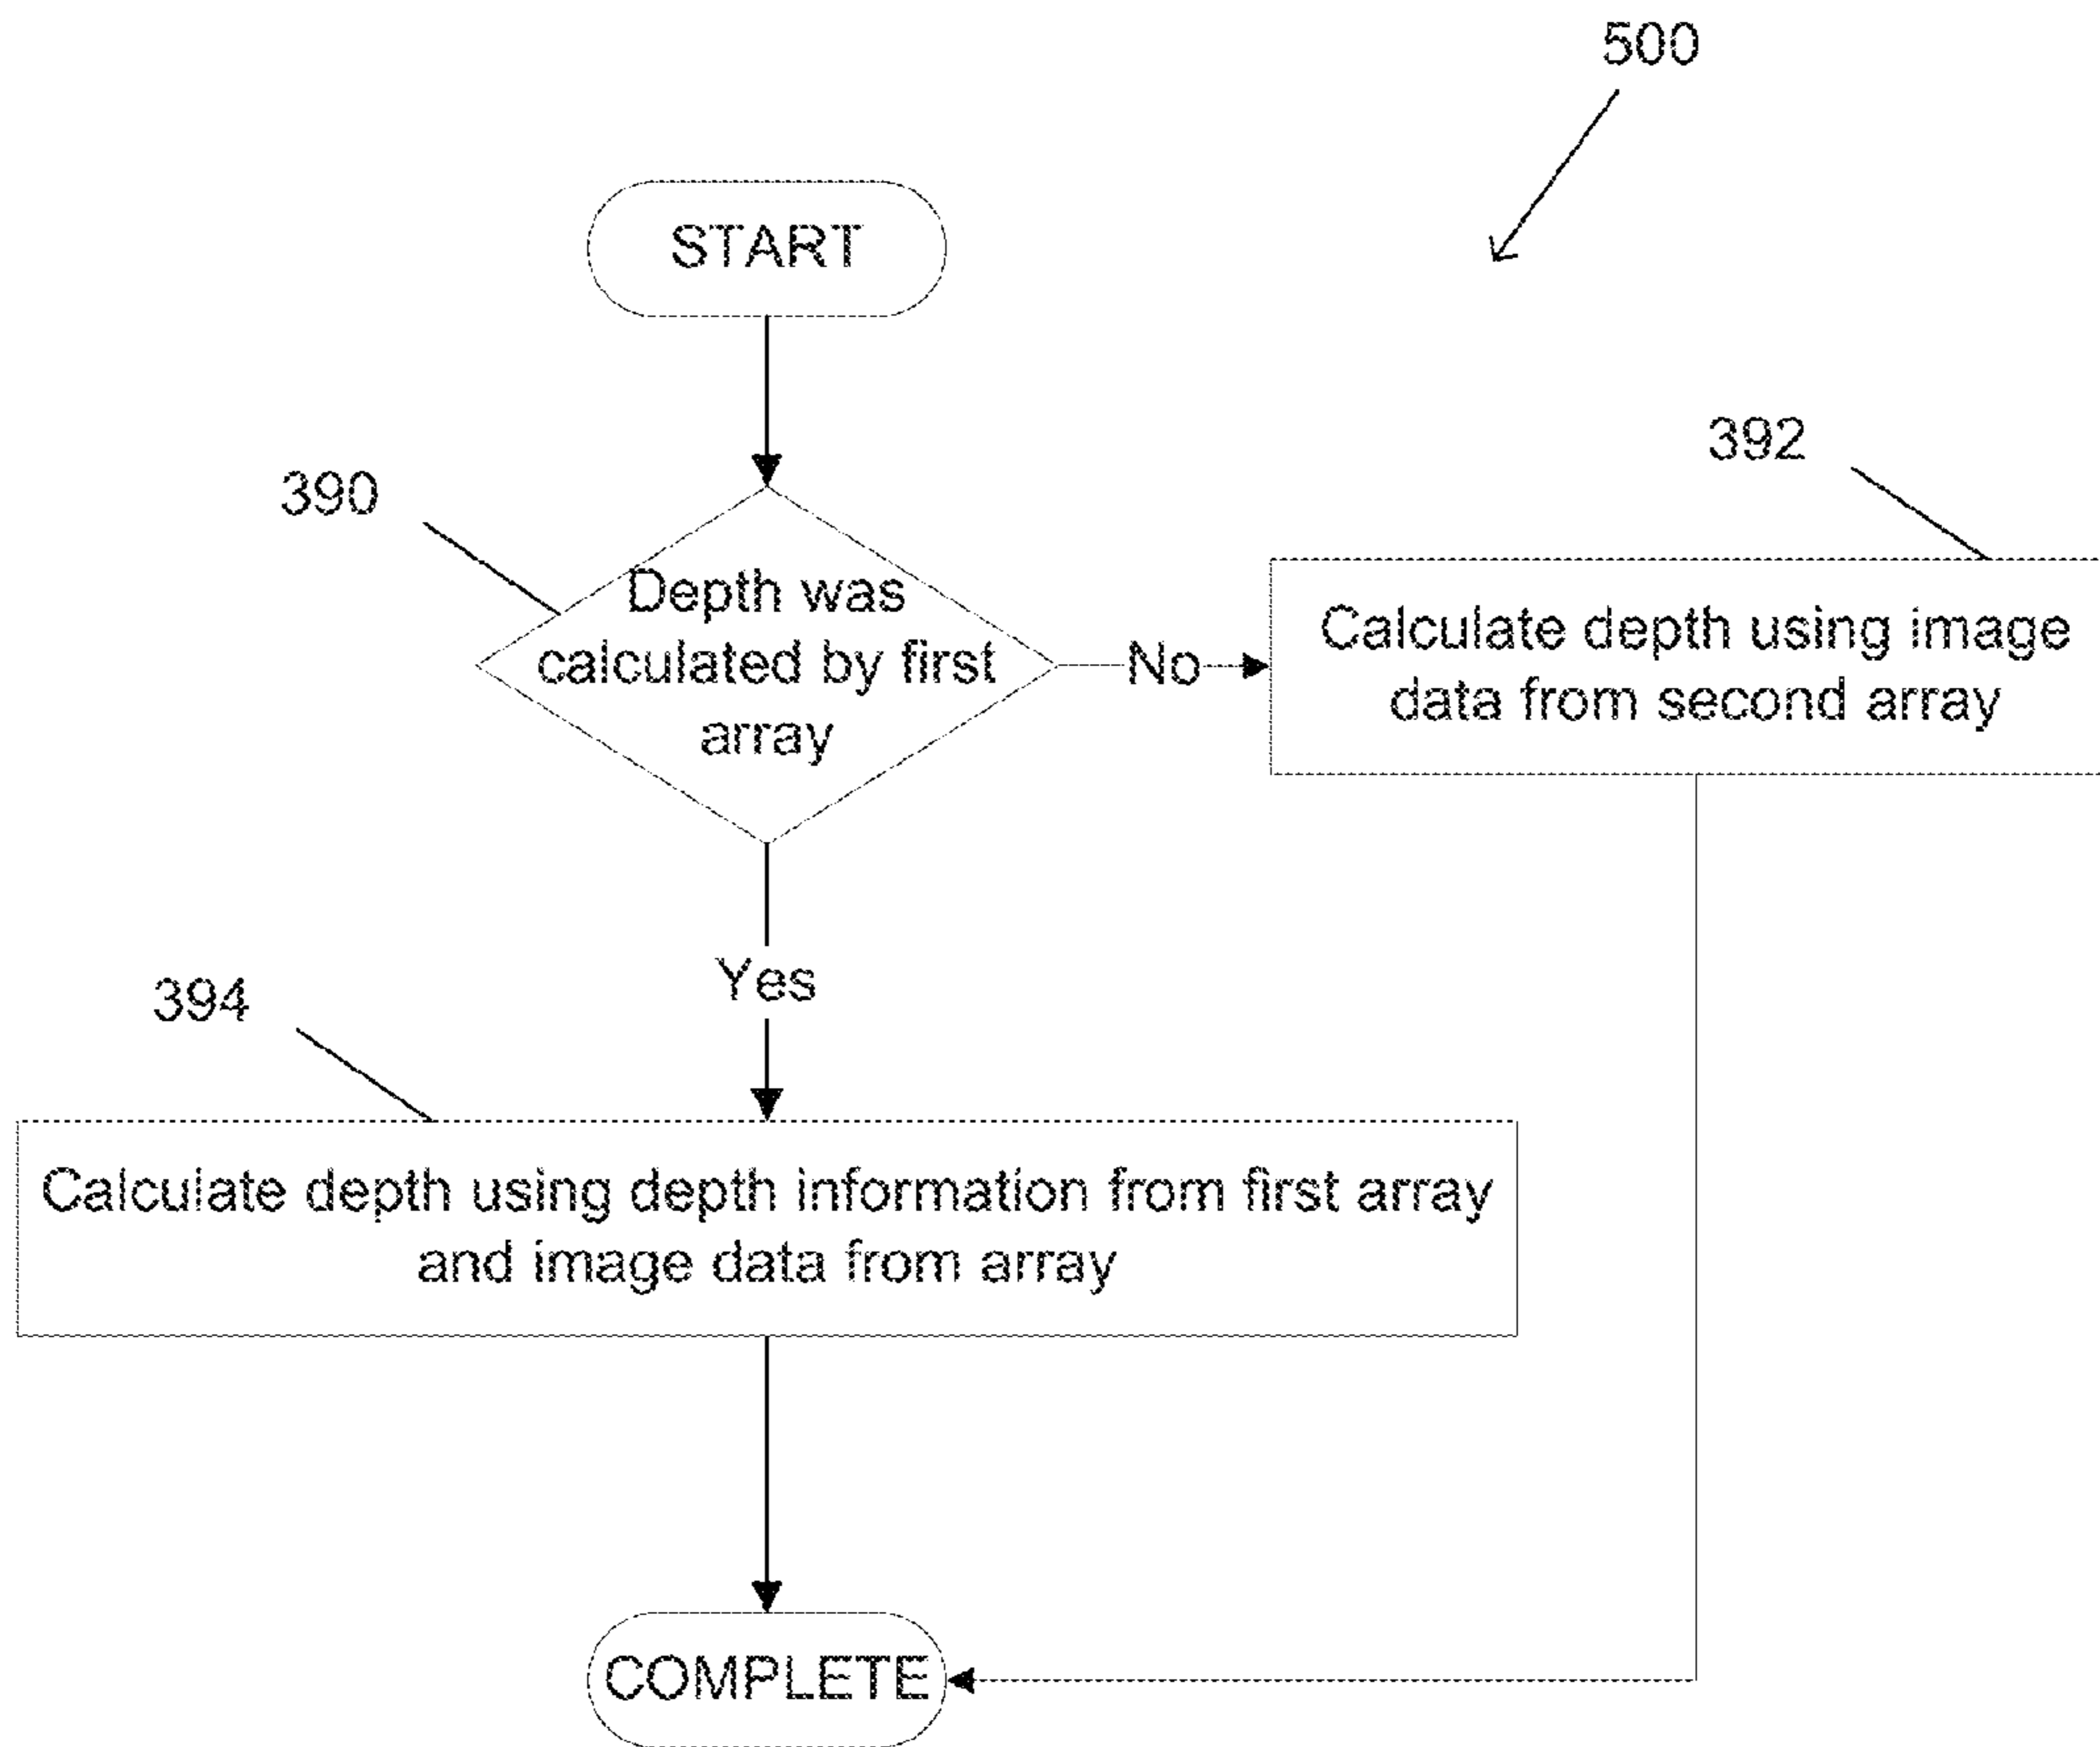 500
START
390
Depth was
calculated by first
array
No
392
Calculate depth using image
data from second array
Yes
394
Calculate depth using depth information from first array
and image data from array
COMPLETE